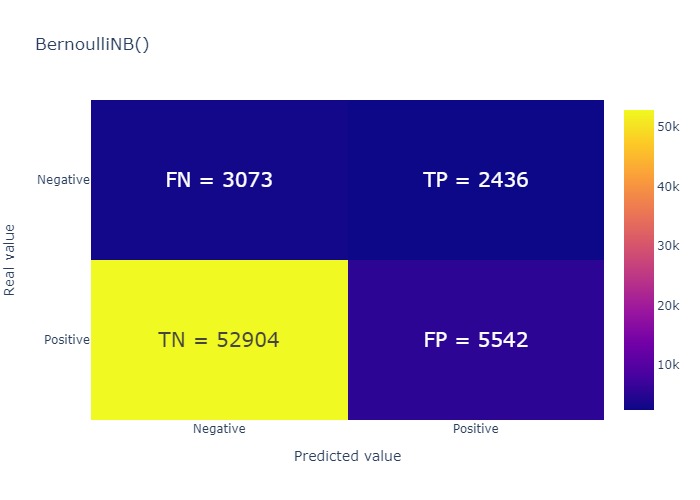 BernoulliNB()
Real value
Negative
FN = 3073
TP = 2436
Positive
TN = 52904
FP = 5542
Negative
Positive
Predicted value
50k
40k
30k
20k
10k